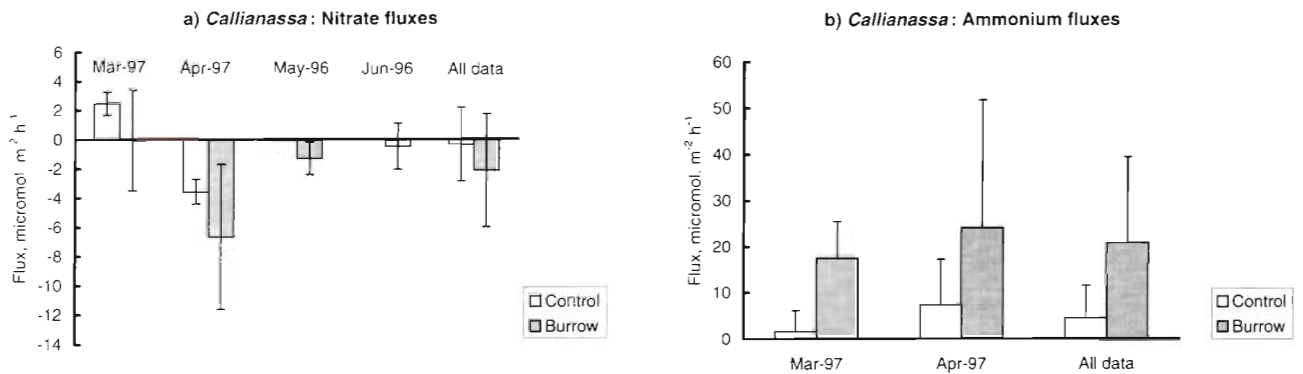 a) Callianassa: Nitrate fluxes
6
4
2
0
-2
-4
-6
-8
-10
-12
-14
Flux, micromol m⁻² h⁻¹
Mar-97 Apr-97 May-96 Jun-96 All data
Control
Burrow
b) Callianassa: Ammonium fluxes
60
50
40
30
20
10
0
Flux, micromol. m⁻² h⁻¹
Mar-97 Apr-97 All data
Control
Burrow